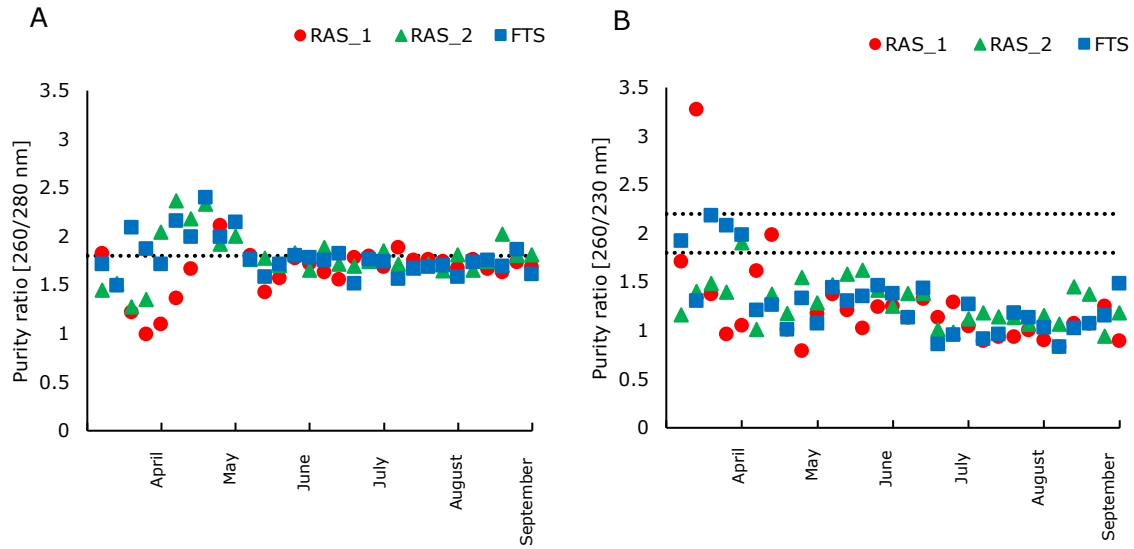 A
RAS_1 RAS_2 FTS
Purity ratio [260/280 nm]
3.5
3
2.5
2
1.5
1
0.5
0
April
May
June
July
August
September
B
RAS_1 RAS_2 FTS
Purity ratio [260/230 nm]
3.5
3
2.5
2
1.5
1
0.5
0
April
May
June
July
August
September